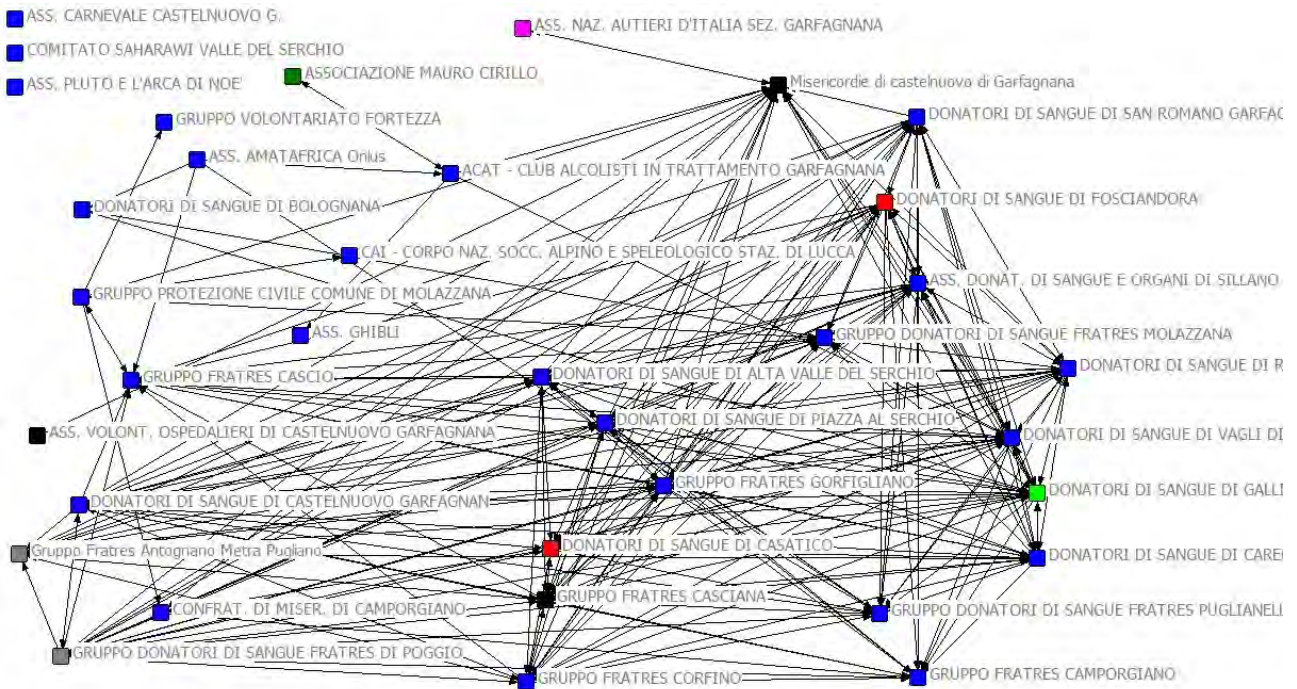 ASS. CARNEVALE CASTELNUOVO G.
ASS. NAZ. AUTIERI D'ITALIA SEZ. GARFAGNANA
COMITATO SAHARAWI VALLE DEL SERCHIO
ASSOCIAZIONE MAURO CIRILLO
ASS. PLUTO E L'ARCA DI NOE'
Misericordie di castelnuovo di Garfagnana
GRUPPO VOLONTARIATO FORTEZZA
DONATORI DI SANGUE DI SAN ROMANO GARFAG
ASS. AMATAFRICA Onlus
ACAT - CLUB ALCOLISTI IN TRATTAMENTO GARFAGNANA
DONATORI DI SANGUE DI BOLOGNANA
DONATORI DI SANGUE DI FOSCIANDORA
CAI - CORPO NAZ. SOCC. ALPINO E SPELEOLOGICO STAZ. DI LUCCA
ASS. DONAT. DI SANGUE E ORGANI DI SILLANO
GRUPPO PROTEZIONE CIVILE COMUNE DI MOLAZZANA
ASS. GHIBLI
GRUPPO DONATORI DI SANGUE FRATRES MOLAZZANA
DONATORI DI SANGUE DI R
GRUPPO FRATRES CASCIO
DONATORI DI SANGUE DI ALTA VALLE DEL SERCHIO
DONATORI DI SANGUE DI PIAZZA AL SERCHIO
ASS. VOLONT. OSPEDALIERI DI CASTELNUOVO GARFAGNANA
DONATORI DI SANGUE DI VAGLI DI
GRUPPO FRATRES GORFIGLIANO
DONATORI DI SANGUE DI GALLI
DONATORI DI SANGUE DI CASTELNUOVO GARFAGNAN
Gruppo Fratres Antognano Metra Pugliano
DONATORI DI SANGUE DI CASATICO
DONATORI DI SANGUE DI CARE
GRUPPO FRATRES CASCIANA
CONFRAT. DI MISER. DI CAMPORGIANO
GRUPPO DONATORI DI SANGUE FRATRES PUGLIANELL
GRUPPO DONATORI DI SANGUE FRATRES DI POGGIO
GRUPPO FRATRES CORFINO
GRUPPO FRATRES CAMPORGIANO